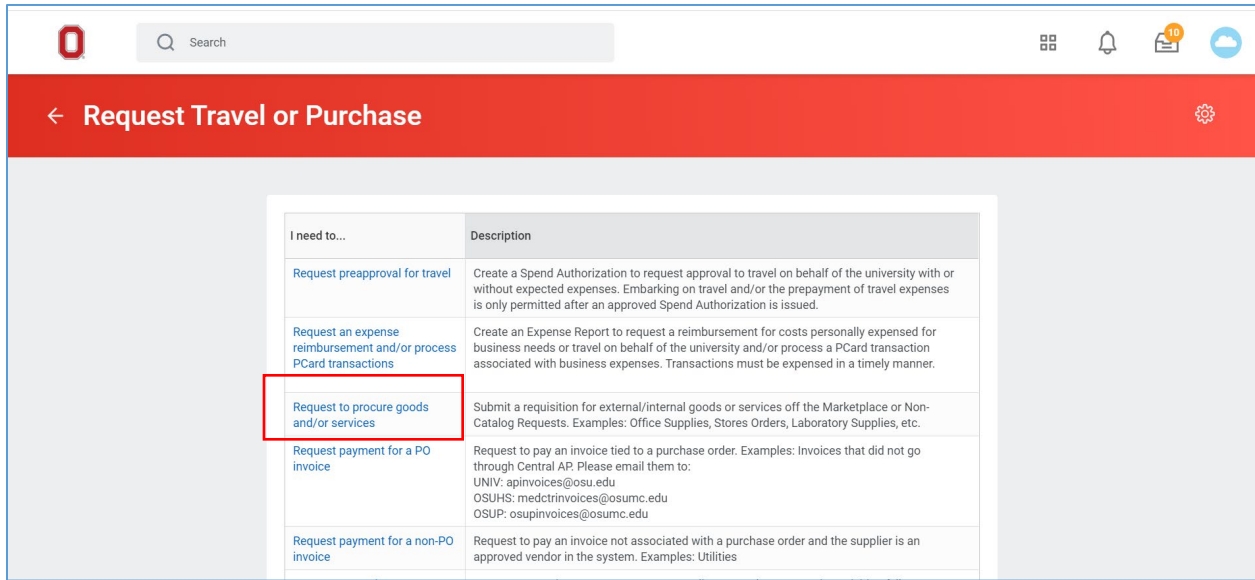 O
Search
10
Request Travel or Purchase
I need to...
Description
Request preapproval for travel
Create a Spend Authorization to request approval to travel on behalf of the university with or
without expected expenses. Embarking on travel and/or the prepayment of travel expenses
is only permitted after an approved Spend Authorization is issued.
Request an expense
reimbursement and/or process
PCard transactions
Create an Expense Report to request a reimbursement for costs personally expensed for
business needs or travel on behalf of the university and/or process a PCard transaction
associated with business expenses. Transactions must be expensed in a timely manner.
Request to procure goods
and/or services
Submit a requisition for external/internal goods or services off the Marketplace or Non-
Catalog Requests. Examples: Office Supplies, Stores Orders, Laboratory Supplies, etc.
Request payment for a PO
invoice
Request to pay an invoice tied to a purchase order. Examples: Invoices that did not go
through Central AP. Please email them to:
UNIV: apinvoices@osu.edu
OSUHS: medctrinvoices@osumc.edu
OSUP: osupinvoices@osumc.edu
Request payment for a non-PO
invoice
Request to pay an invoice not associated with a purchase order and the supplier is an
approved vendor in the system. Examples: Utilities